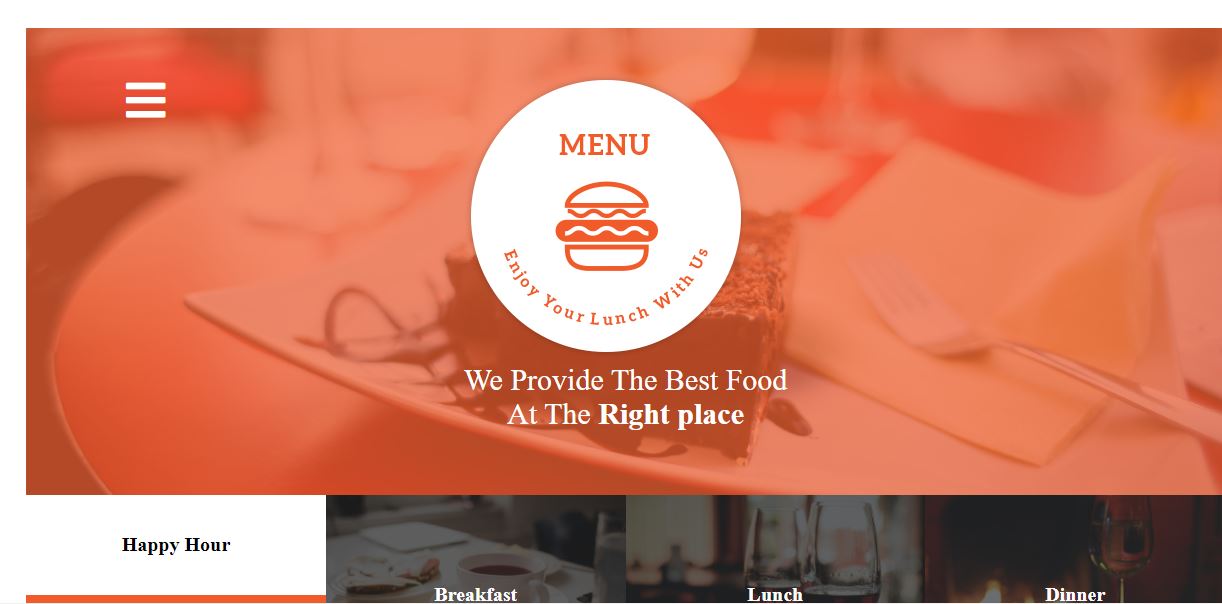 MENU
Enjoy Your Lunch With Us
We Provide The Best Food
At The Right place
Happy Hour
Breakfast
Lunch
Dinner